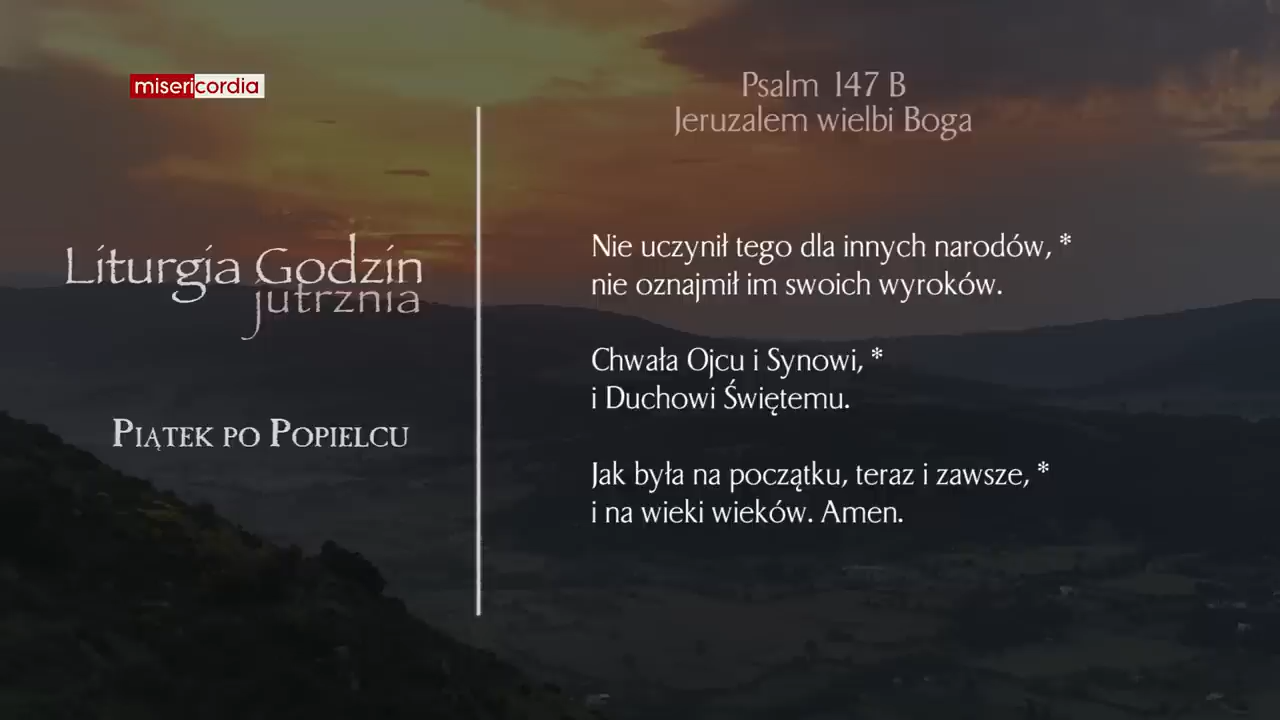 misericordia
Liturgia Godzin
jutrznia
Piątek po Popielcu
Psalm 147 B
Jeruzalem wielbi Boga
Nie uczynił tego dla innych narodów, *
nie oznajmił im swoich wyroków.
Chwała Ojcu i Synowi, *
i Duchowi Świętemu.
Jak była na początku, teraz i zawsze, *
i na wieki wieków. Amen.